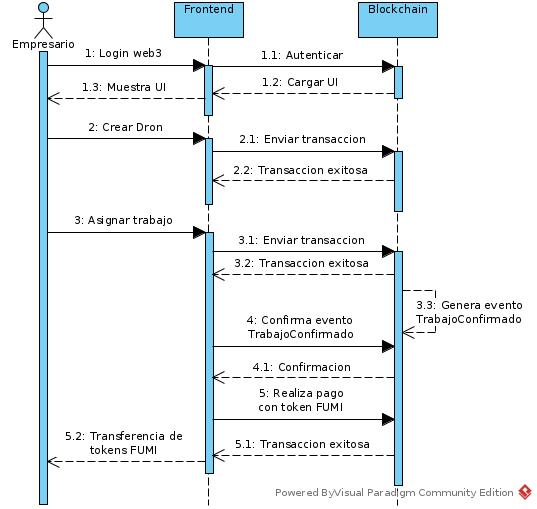 Frontend
Blockchain
Empresario
1: Login web3
1.1: Autenticar
1.2: Cargar UI
1.3: Muestra UI
2: Crear Dron
2.1: Enviar transaccion
2.2: Transaccion exitosa
3: Asignar trabajo
3.1: Enviar transaccion
3.2: Transaccion exitosa
3.3: Genera evento
TrabajoConfirmado
4: Confirma evento
TrabajoConfirmado
4.1: Confirmacion
5: Realiza pago
con token FUMI
5.1: Transaccion exitosa
5.2: Transferencia de
tokens FUMI
Powered ByVisual Paradigm Community Edition